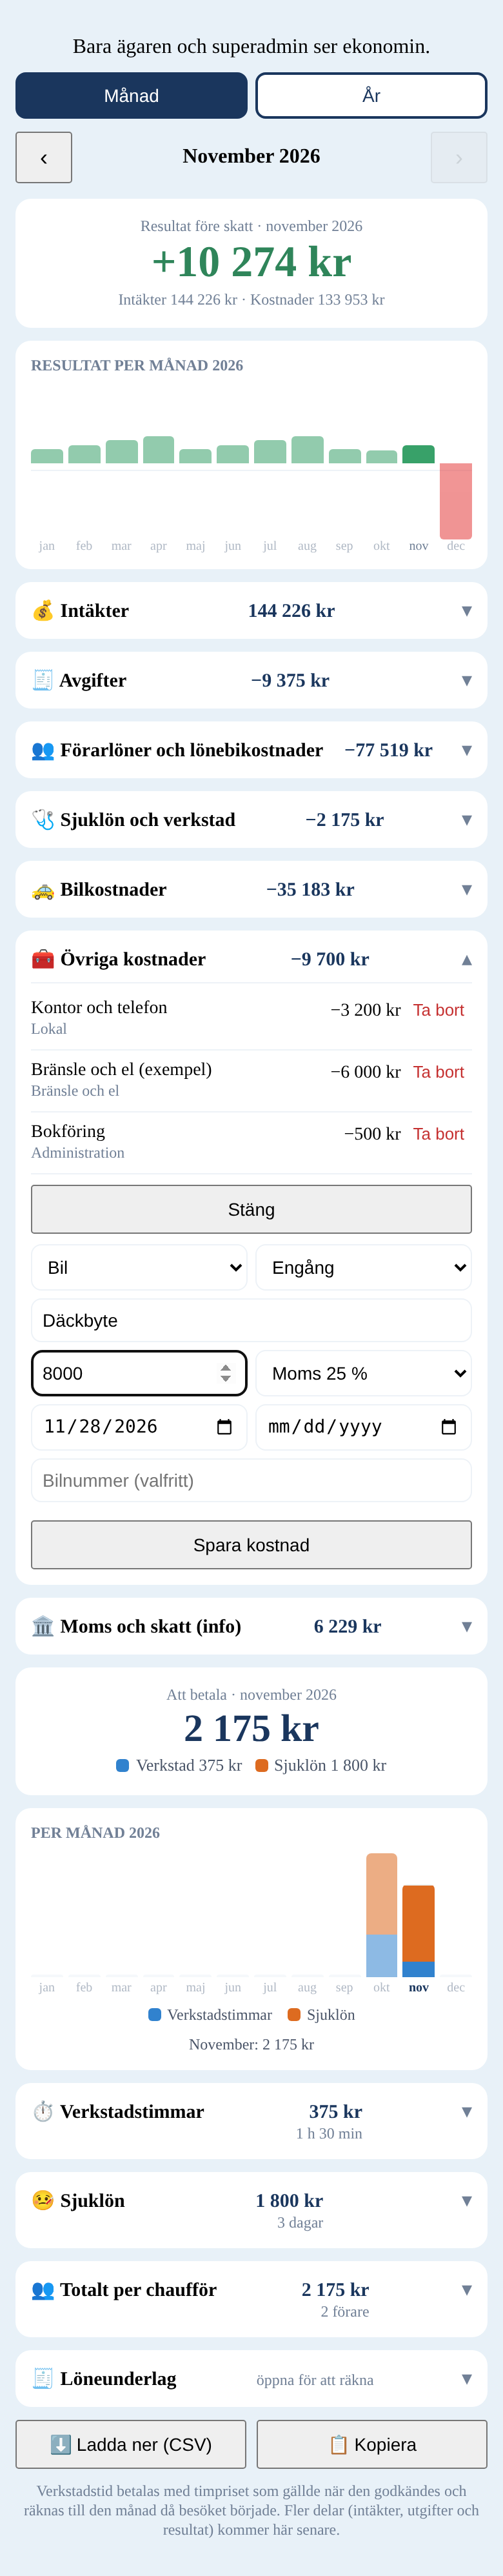 Bara ägaren och superadmin ser ekonomin.
Månad
År
‹
November 2026
›
Resultat före skatt · november 2026
+10 274 kr
Intäkter 144 226 kr · Kostnader 133 953 kr
RESULTAT PER MÅNAD 2026
jan feb mar apr maj jun jul aug sep okt nov dec
💰 Intäkter 144 226 kr ▼
🧾 Avgifter −9 375 kr ▼
👥 Förarlöner och lönebikostnader −77 519 kr ▼
🩺 Sjuklön och verkstad −2 175 kr ▼
🚕 Bilkostnader −35 183 kr ▼
🧰 Övriga kostnader −9 700 kr ▲
Kontor och telefon −3 200 kr Ta bort
Lokal
Bränsle och el (exempel) −6 000 kr Ta bort
Bränsle och el
Bokföring −500 kr Ta bort
Administration
Stäng
Bil
Engång
Däckbyte
8000
Moms 25 %
11/28/2026
mm/dd/yyyy
Bilnummer (valfritt)
Spara kostnad
🏛️ Moms och skatt (info) 6 229 kr ▼
Att betala · november 2026
2 175 kr
Verkstad 375 kr Sjuklön 1 800 kr
PER MÅNAD 2026
jan feb mar apr maj jun jul aug sep okt nov dec
Verkstadstimmar Sjuklön
November: 2 175 kr
⏱️ Verkstadstimmar 375 kr ▼
1 h 30 min
🤒 Sjuklön 1 800 kr ▼
3 dagar
👥 Totalt per chaufför 2 175 kr ▼
2 förare
🧾 Löneunderlag öppna för att räkna ▼
⬇️ Ladda ner (CSV)
📋 Kopiera
Verkstadstid betalas med timpriset som gällde när den godkändes och
räknas till den månad då besöket började. Fler delar (intäkter, utgifter och
resultat) kommer här senare.